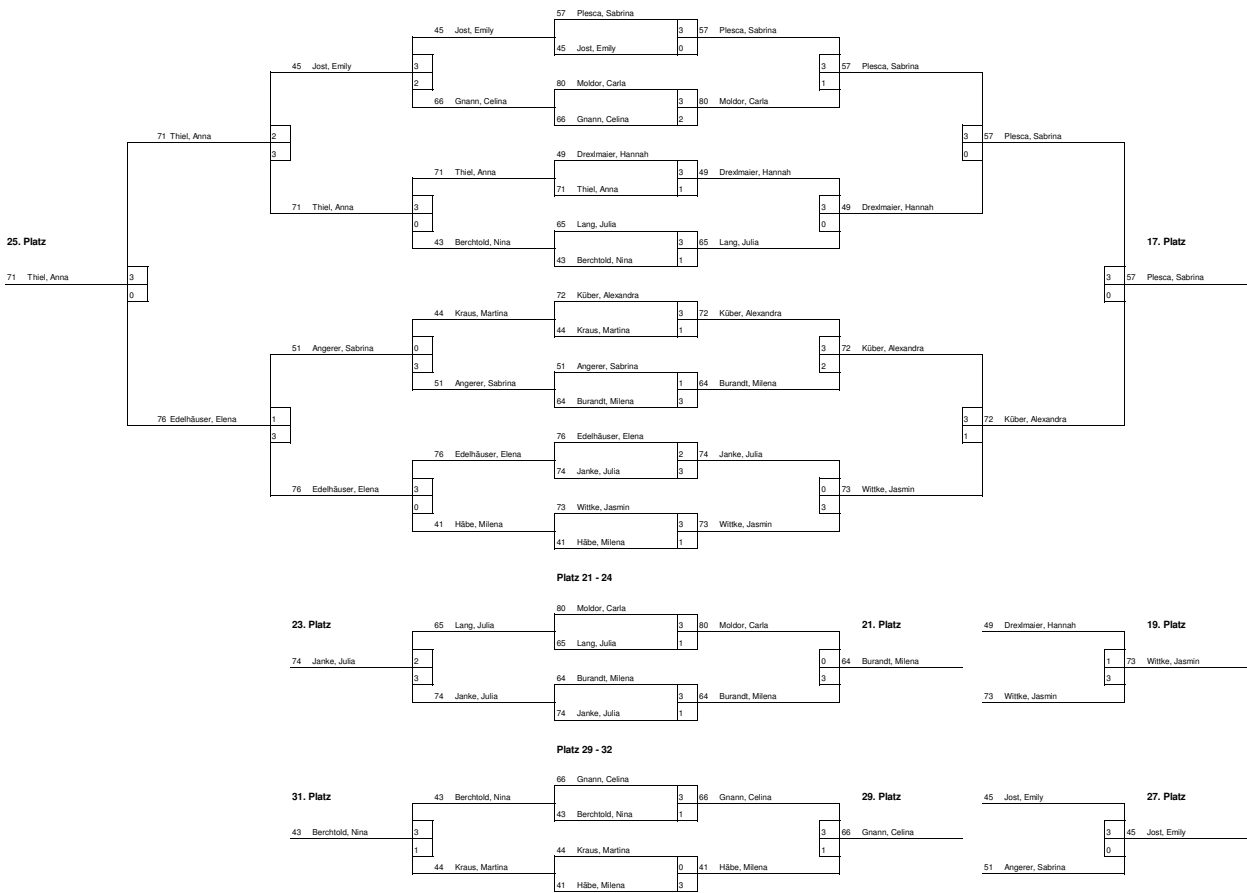 57 Plesca, Sabrina
45 Jost, Emily 3 57 Plesca, Sabrina
45 Jost, Emily 0
45 Jost, Emily 3 3 57 Plesca, Sabrina
2 80 Moldor, Carla 1
66 Gnann, Celina 3 80 Moldor, Carla
66 Gnann, Celina 2
71 Thiel, Anna 2 3 57 Plesca, Sabrina
3 49 Drexlmaier, Hannah 0
71 Thiel, Anna 3 49 Drexlmaier, Hannah
71 Thiel, Anna 1
71 Thiel, Anna 3 3 49 Drexlmaier, Hannah
0 65 Lang, Julia 0
25. Platz 43 Berchtold, Nina 3 65 Lang, Julia 17. Platz
43 Berchtold, Nina 1
71 Thiel, Anna 3 3 57 Plesca, Sabrina
0 72 Küber, Alexandra 0
44 Kraus, Martina 3 72 Küber, Alexandra
44 Kraus, Martina 1
51 Angerer, Sabrina 0 3 72 Küber, Alexandra
3 51 Angerer, Sabrina 2
51 Angerer, Sabrina 1 64 Burandt, Milena
64 Burandt, Milena 3
76 Edelhäuser, Elena 1 3 72 Küber, Alexandra
3 76 Edelhäuser, Elena 1
76 Edelhäuser, Elena 2 74 Janke, Julia
74 Janke, Julia 3
76 Edelhäuser, Elena 3 0 73 Wittke, Jasmin
0 73 Wittke, Jasmin 3
41 Häbe, Milena 3 73 Wittke, Jasmin
41 Häbe, Milena 1
Platz 21 - 24
80 Moldor, Carla
23. Platz 65 Lang, Julia 3 80 Moldor, Carla 21. Platz 49 Drexlmaier, Hannah 19. Platz
65 Lang, Julia 1
74 Janke, Julia 2 0 64 Burandt, Milena 1 73 Wittke, Jasmin
3 64 Burandt, Milena 3 3
74 Janke, Julia 3 64 Burandt, Milena 73 Wittke, Jasmin
74 Janke, Julia 1
Platz 29 - 32
66 Gnann, Celina
31. Platz 43 Berchtold, Nina 3 66 Gnann, Celina 29. Platz 45 Jost, Emily 27. Platz
43 Berchtold, Nina 1
43 Berchtold, Nina 3 3 66 Gnann, Celina 3 45 Jost, Emily
1 44 Kraus, Martina 1 0
44 Kraus, Martina 0 41 Häbe, Milena 51 Angerer, Sabrina
41 Häbe, Milena 3